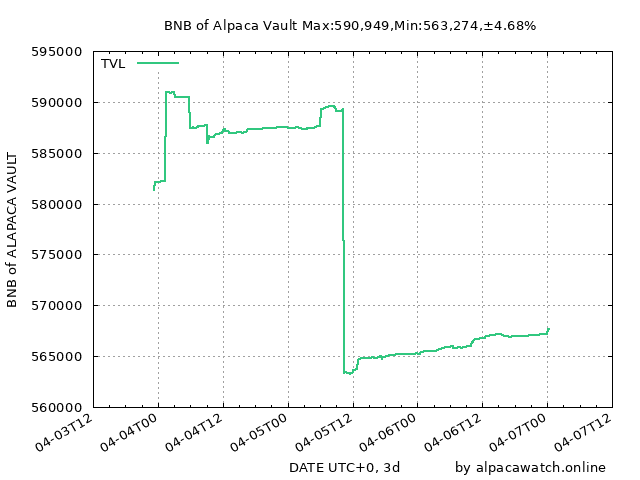 BNB of Alpaca Vault Max:590,949,Min:563,274,±4.68%
TVL
595000
590000
585000
580000
575000
570000
565000
560000
BNB of ALAPACA VAULT
04-03T12
04-04T00
04-04T12
04-05T00
04-05T12
04-06T00
04-06T12
04-07T00
04-07T12
DATE UTC+0, 3d
by alpacawatch.online